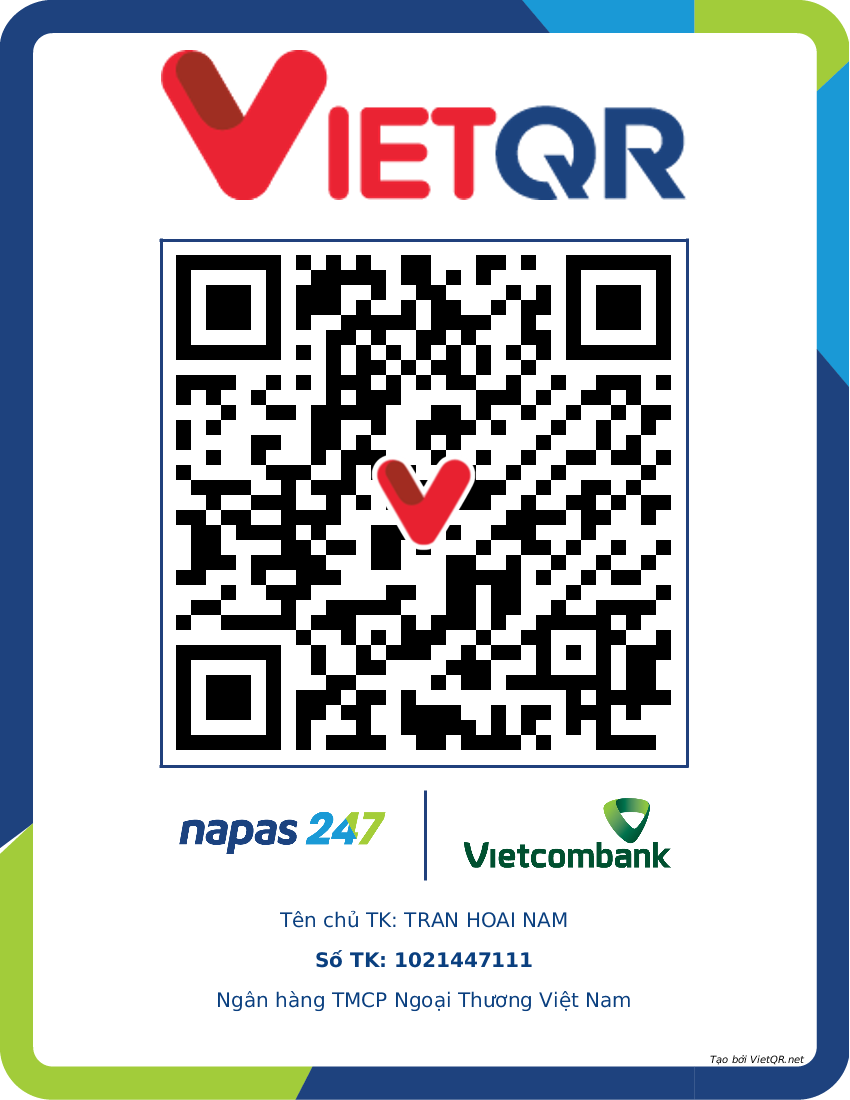 VIETQR
napas 247
Vietcombank
Tên chủ TK: TRAN HOAI NAM
Số TK: 1021447111
Ngân hàng TMCP Ngoại Thương Việt Nam
Tạo bởi VietQR.net